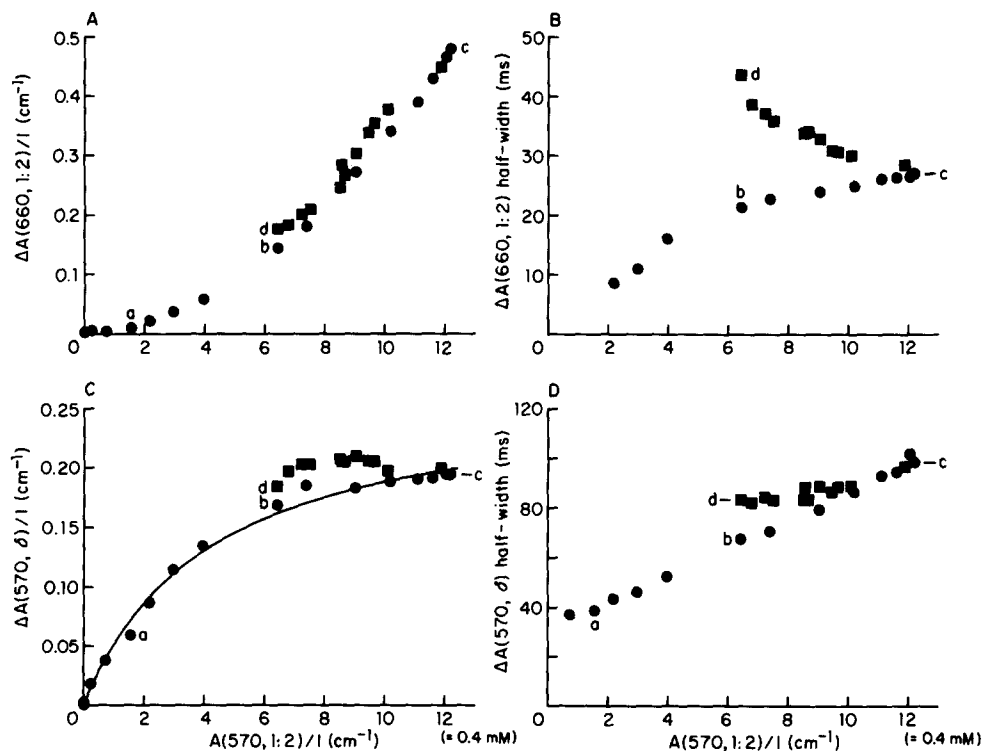 A
ΔA(660, 1:2)/l (cm⁻¹)
0.5
0.4
0.3
0.2
0.1
0 2 4 6 8 10 12
a
b
d
c
B
ΔA(660, 1:2) half-width (ms)
50
40
30
20
10
0 2 4 6 8 10 12
d
b
c
C
ΔA(570, δ)/l (cm⁻¹)
0.25
0.20
0.15
0.10
0.05
0 2 4 6 8 10 12
a
d
b
c
A(570, 1:2)/l (cm⁻¹) (= 0.4 mM)
D
ΔA(570, δ) half-width (ms)
120
80
40
0 2 4 6 8 10 12
a
d
b
c
A(570, 1:2)/l (cm⁻¹) (= 0.4 mM)